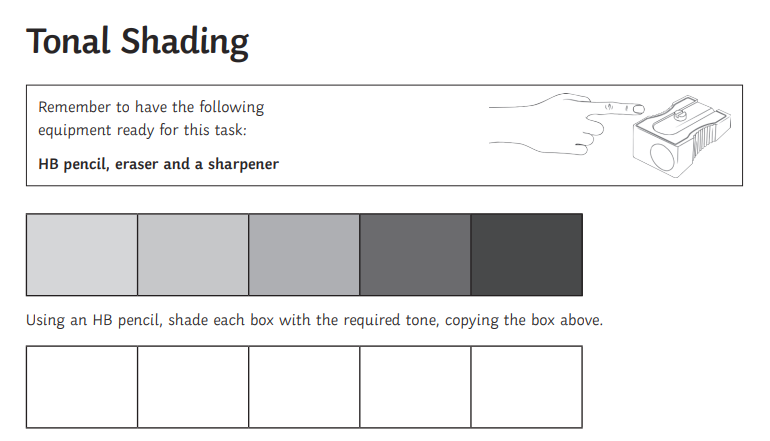 Tonal Shading
Remember to have the following
equipment ready for this task:
HB pencil, eraser and a sharpener
Using an HB pencil, shade each box with the required tone, copying the box above.